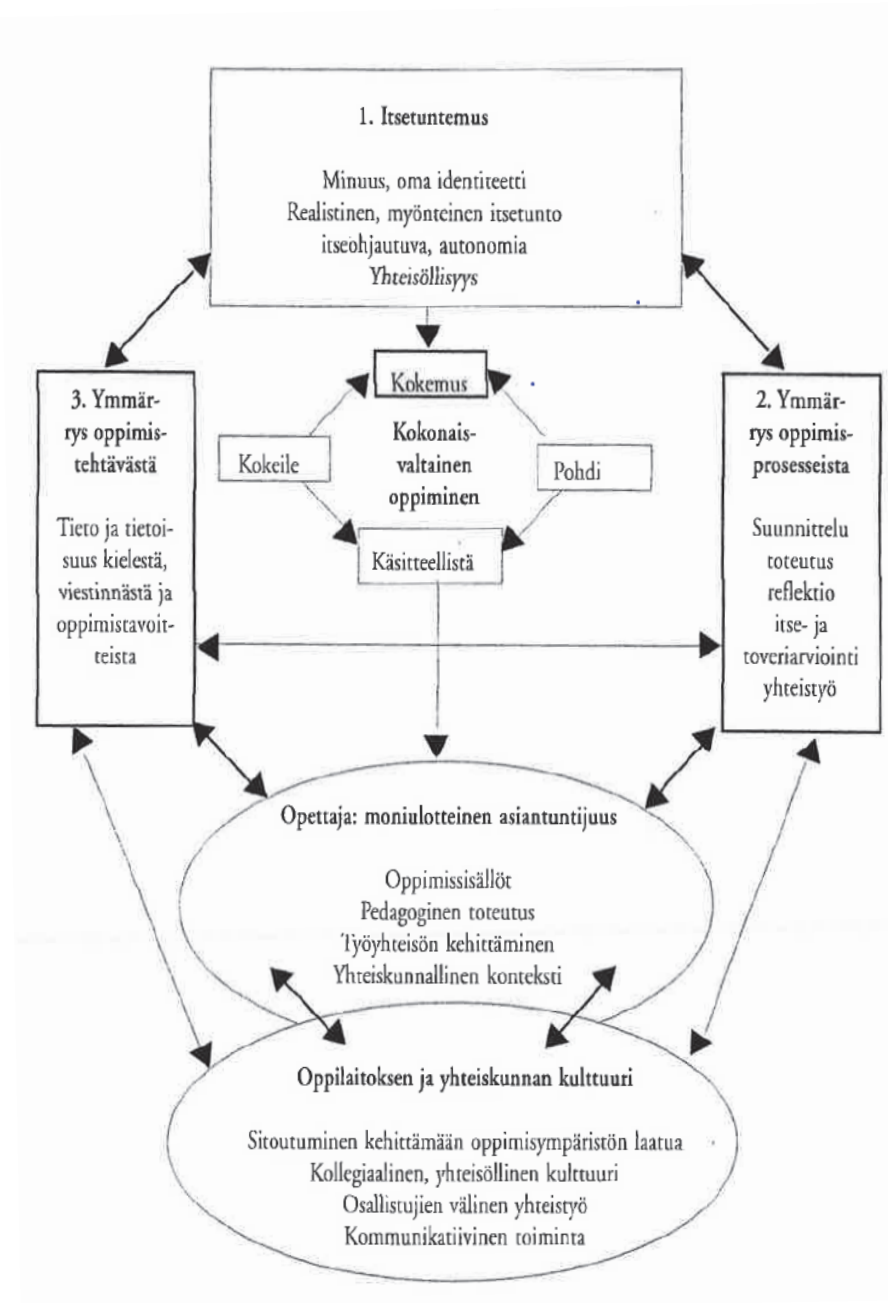 1. Itsetuntemus
Minuus, oma identiteetti
Realistinen, myönteinen itsetunto
itseohjautuva, autonomia
Yhteisöllisyys
Kokemus
Kokonais-
valtainen
oppiminen
Kokeile
Pohdi
Käsitteellistä
3. Ymmär-
rys oppimis-
tehtävästä
Tieto ja tietoi-
suus kielestä,
viestinnästä ja
oppimistavoit-
teista
2. Ymmär-
rys oppimis-
prosesseista
Suunnittelu
toteutus
reflektio
itse- ja
toveriarviointi
yhteistyö
Opettaja: moniulotteinen asiantuntijuus
Oppimissisällöt
Pedagoginen toteutus
Työyhteisön kehittäminen
Yhteiskunnallinen konteksti
Oppilaitoksen ja yhteiskunnan kulttuuri
Sitoutuminen kehittämään oppimisympäristön laatua
Kollegiaalinen, yhteisöllinen kulttuuri
Osallistujien välinen yhteistyö
Kommunikatiivinen toiminta